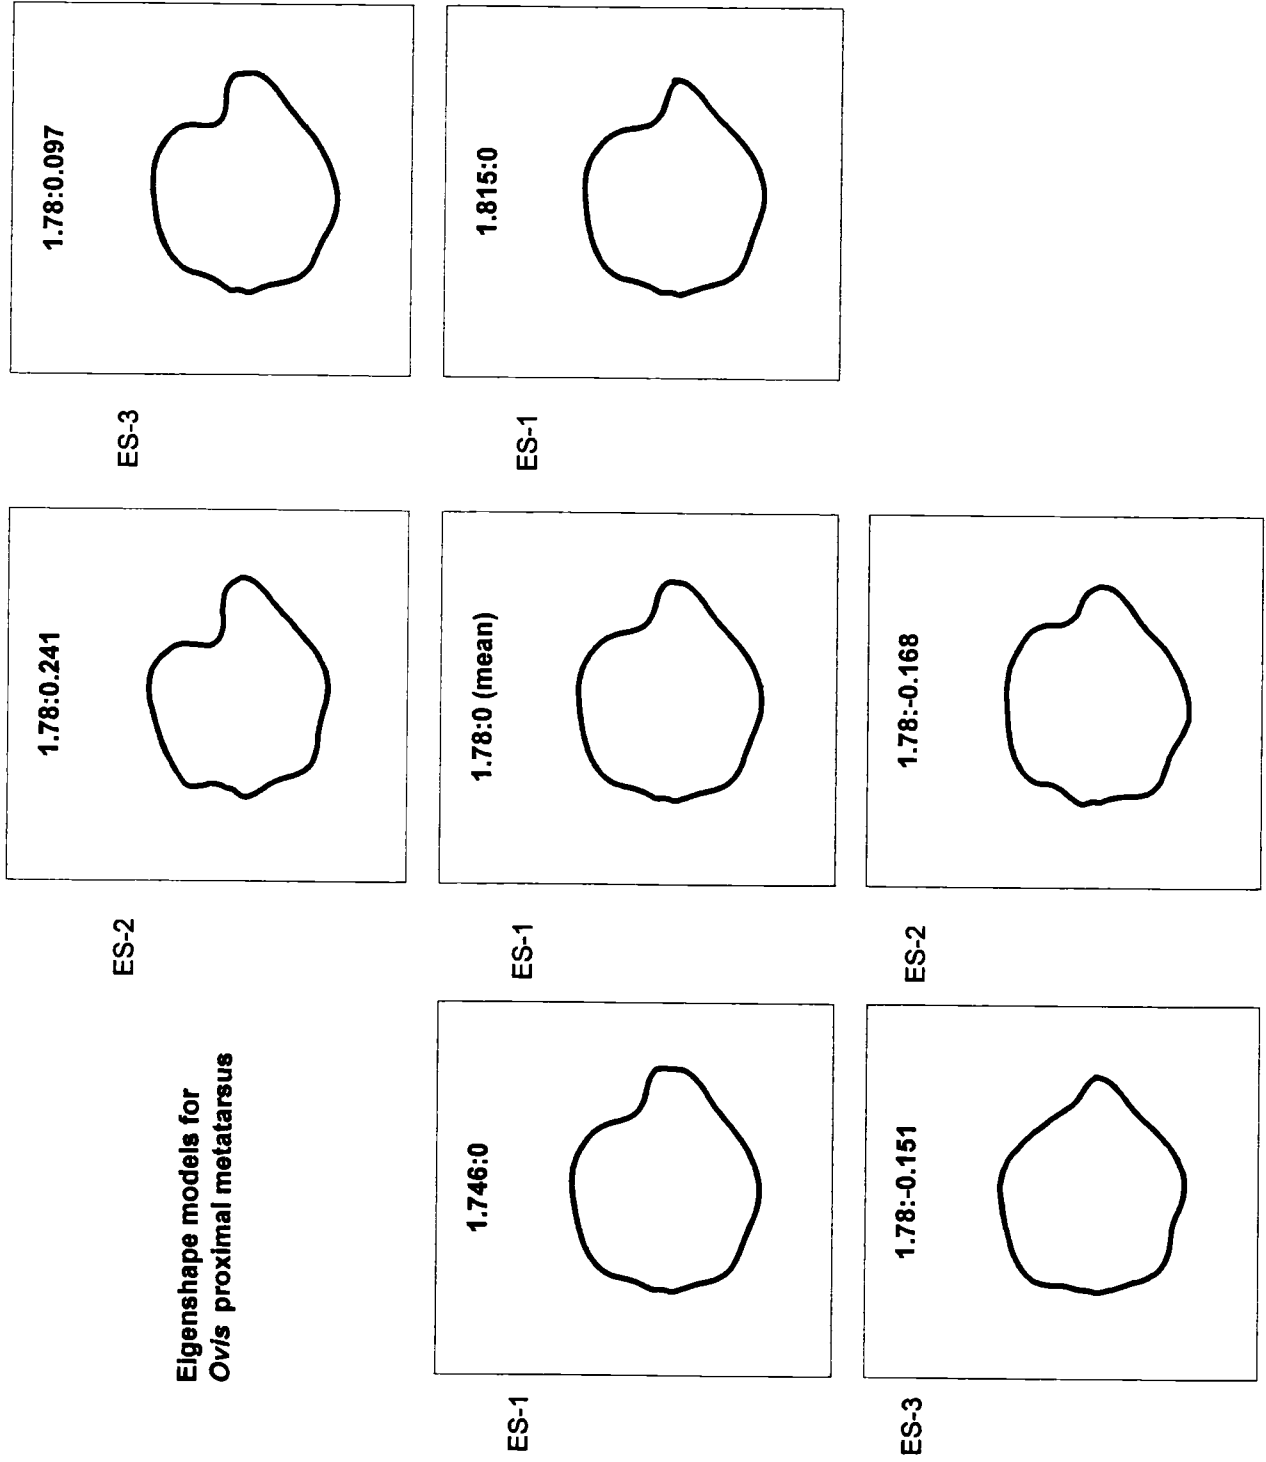 Eigenshape models for
Ovis proximal metatarsus
ES-2
1.78:0.241
ES-3
1.78:0.097
ES-1
1.746:0
ES-1
1.78:0 (mean)
ES-1
1.815:0
ES-3
1.78:-0.151
ES-2
1.78:-0.168